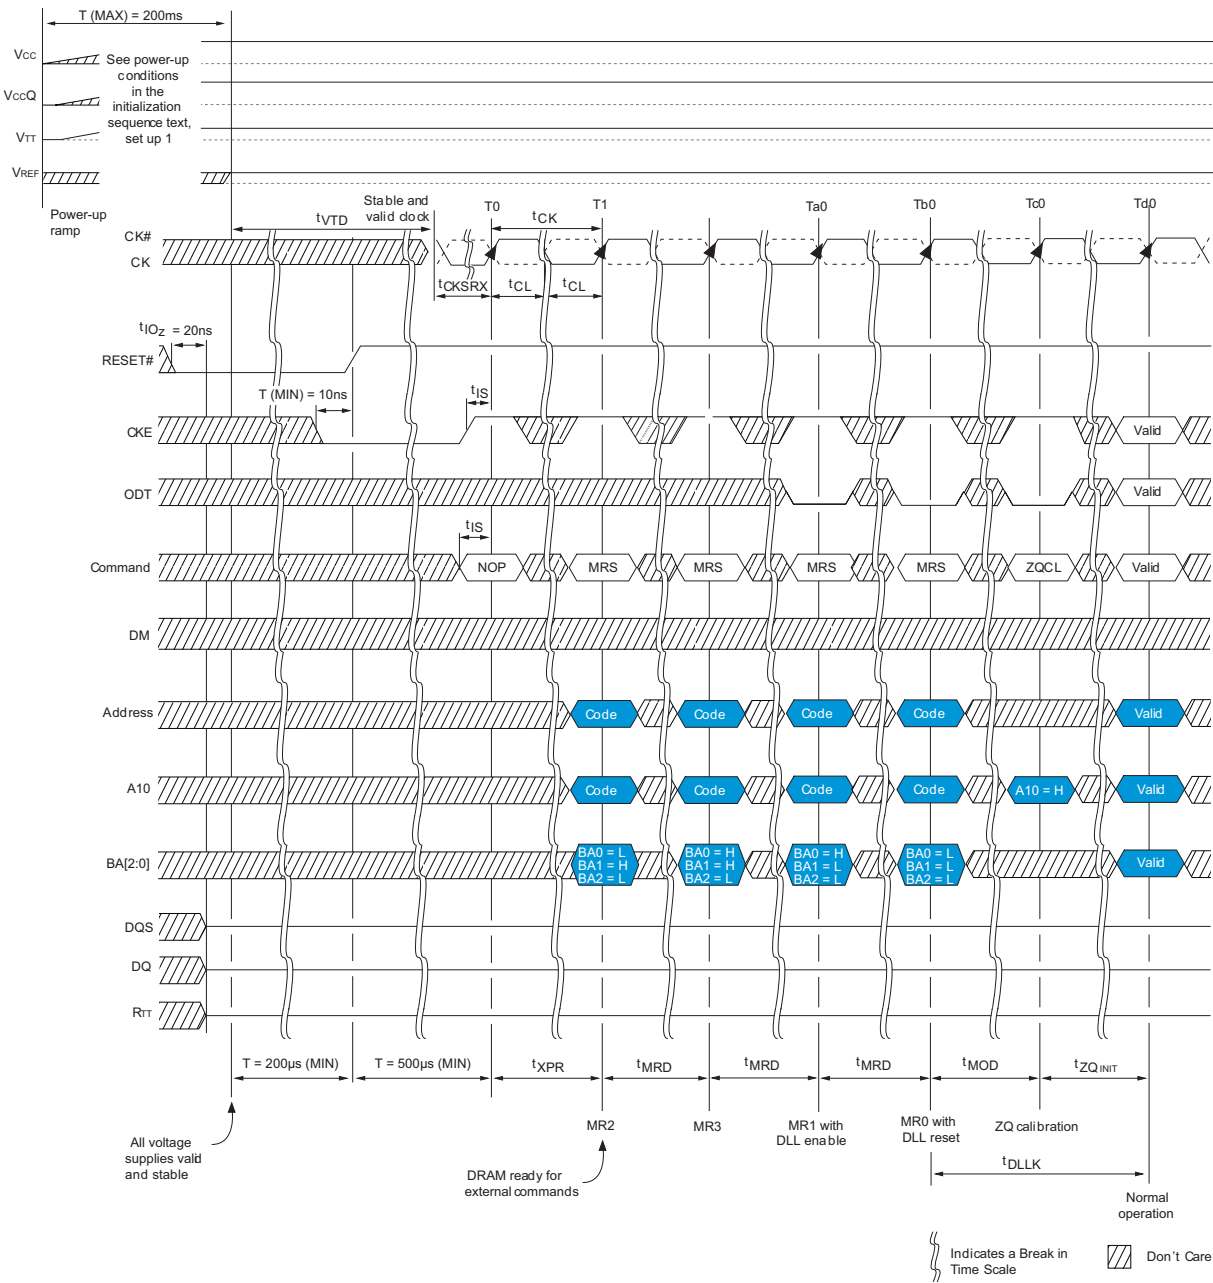 T (MAX) = 200ms
VCC
See power-up
conditions
in the
initialization
sequence text,
set up 1
VCCQ
VTT
VREF
Power-up
ramp
tVTD
Stable and
valid clock
T0
tCK
T1
Ta0
Tb0
Tc0
Td0
CK#
CK
tCKSRX
tCL
tCL
tIOZ = 20ns
RESET#
T (MIN) = 10ns
tIS
CKE
Valid
ODT
Valid
tIS
Command
NOP
MRS
MRS
MRS
MRS
ZQCL
Valid
DM
Address
Code
Code
Code
Code
Valid
A10
Code
Code
Code
Code
A10 = H
Valid
BA[2:0]
BA0 = L
BA1 = H
BA2 = L
BA0 = H
BA1 = H
BA2 = L
BA0 = H
BA1 = L
BA2 = L
BA0 = L
BA1 = L
BA2 = L
Valid
DQS
DQ
RTT
T = 200µs (MIN)
T = 500µs (MIN)
tXPR
tMRD
tMRD
tMRD
tMOD
tZQINIT
MR2
MR3
MR1 with
DLL enable
MR0 with
DLL reset
ZQ calibration
All voltage
supplies valid
and stable
DRAM ready for
external commands
tDLLK
Normal
operation
Indicates a Break in
Time Scale
Don't Care